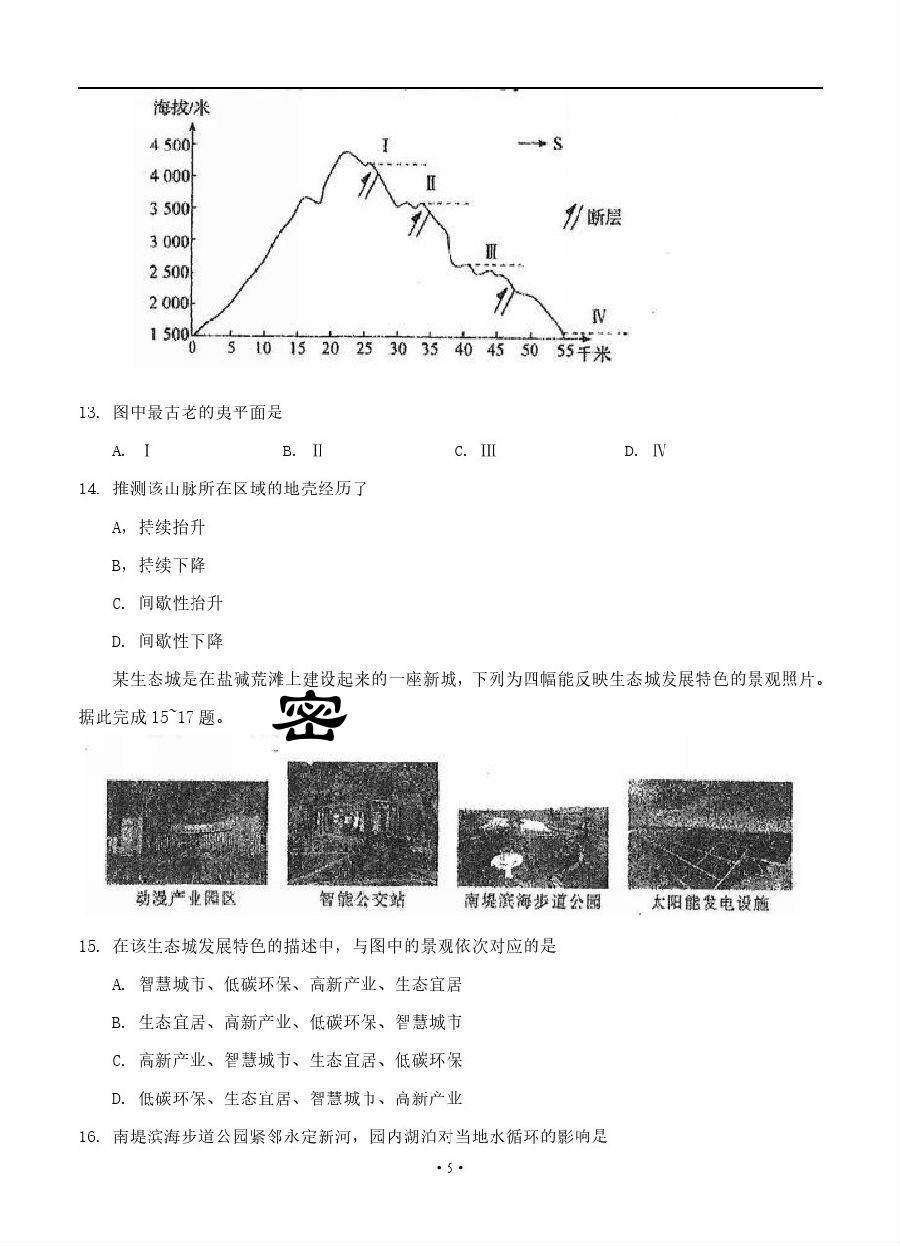 海拔/米
4 500
4 000
3 500
3 000
2 500
2 000
1 500
Ⅰ
Ⅱ
Ⅲ
Ⅳ
S
断层
0 5 10 15 20 25 30 35 40 45 50 55 千米
13. 图中最古老的夷平面是
A. Ⅰ B. Ⅱ C. Ⅲ D. Ⅳ
14. 推测该山脉所在区域的地壳经历了
A，持续抬升
B，持续下降
C. 间歇性抬升
D. 间歇性下降
某生态城是在盐碱荒滩上建设起来的一座新城，下列为四幅能反映生态城发展特色的景观照片。
据此完成 15~17 题。
密
动漫产业园区 智能公交站 南堤滨海步道公园 太阳能发电设施
15. 在该生态城发展特色的描述中，与图中的景观依次对应的是
A. 智慧城市、低碳环保、高新产业、生态宜居
B. 生态宜居、高新产业、低碳环保、智慧城市
C. 高新产业、智慧城市、生态宜居、低碳环保
D. 低碳环保、生态宜居、智慧城市、高新产业
16. 南堤滨海步道公园紧邻永定新河，园内湖泊对当地水循环的影响是
· 5 ·